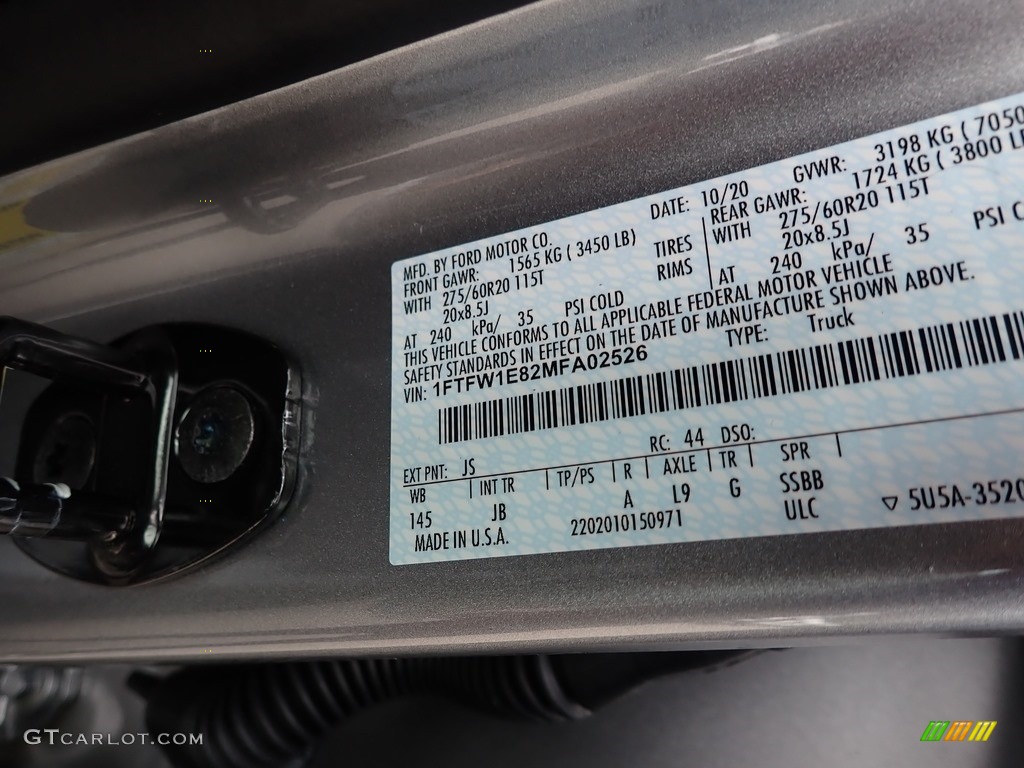 MFD. BY FORD MOTOR CO. DATE: 10/20 GVWR: 3198 KG ( 7050
FRONT GAWR: 1565 KG ( 3450 LB) REAR GAWR: 1724 KG ( 3800 LB
WITH 275/60R20 115T TIRES WITH 275/60R20 115T
20x8.5J RIMS 20x8.5J
AT 240 kPa/ 35 PSI COLD AT 240 kPa/ 35 PSI C
THIS VEHICLE CONFORMS TO ALL APPLICABLE FEDERAL MOTOR VEHICLE
SAFETY STANDARDS IN EFFECT ON THE DATE OF MANUFACTURE SHOWN ABOVE.
VIN: 1FTFW1E82MFA02526 TYPE: Truck
EXT PNT: JS RC: 44 DSO:
WB INT TR TP/PS R AXLE TR SPR
145 JB A L9 G SSBB
MADE IN U.S.A. 2202010150971 ULC ▽ 5U5A-3520
GTCARLOT.COM